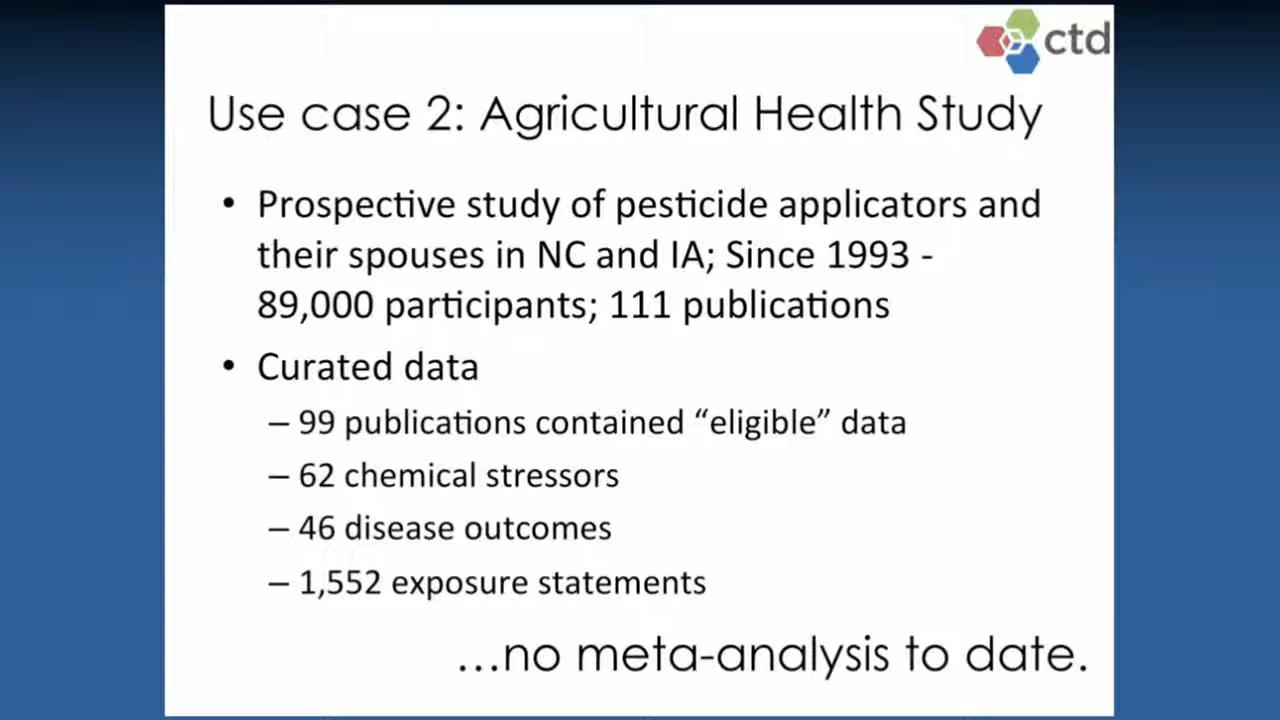 ctd
Use case 2: Agricultural Health Study
• Prospective study of pesticide applicators and
their spouses in NC and IA; Since 1993 -
89,000 participants; 111 publications
• Curated data
– 99 publications contained “eligible” data
– 62 chemical stressors
– 46 disease outcomes
– 1,552 exposure statements
...no meta-analysis to date.